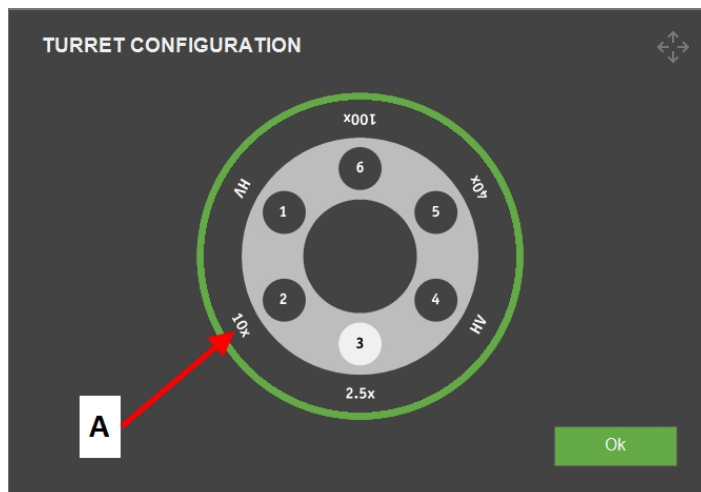 TURRET CONFIGURATION
100x
6
HV
40x
1
5
2
4
10x
HV
3
2.5x
A
Ok